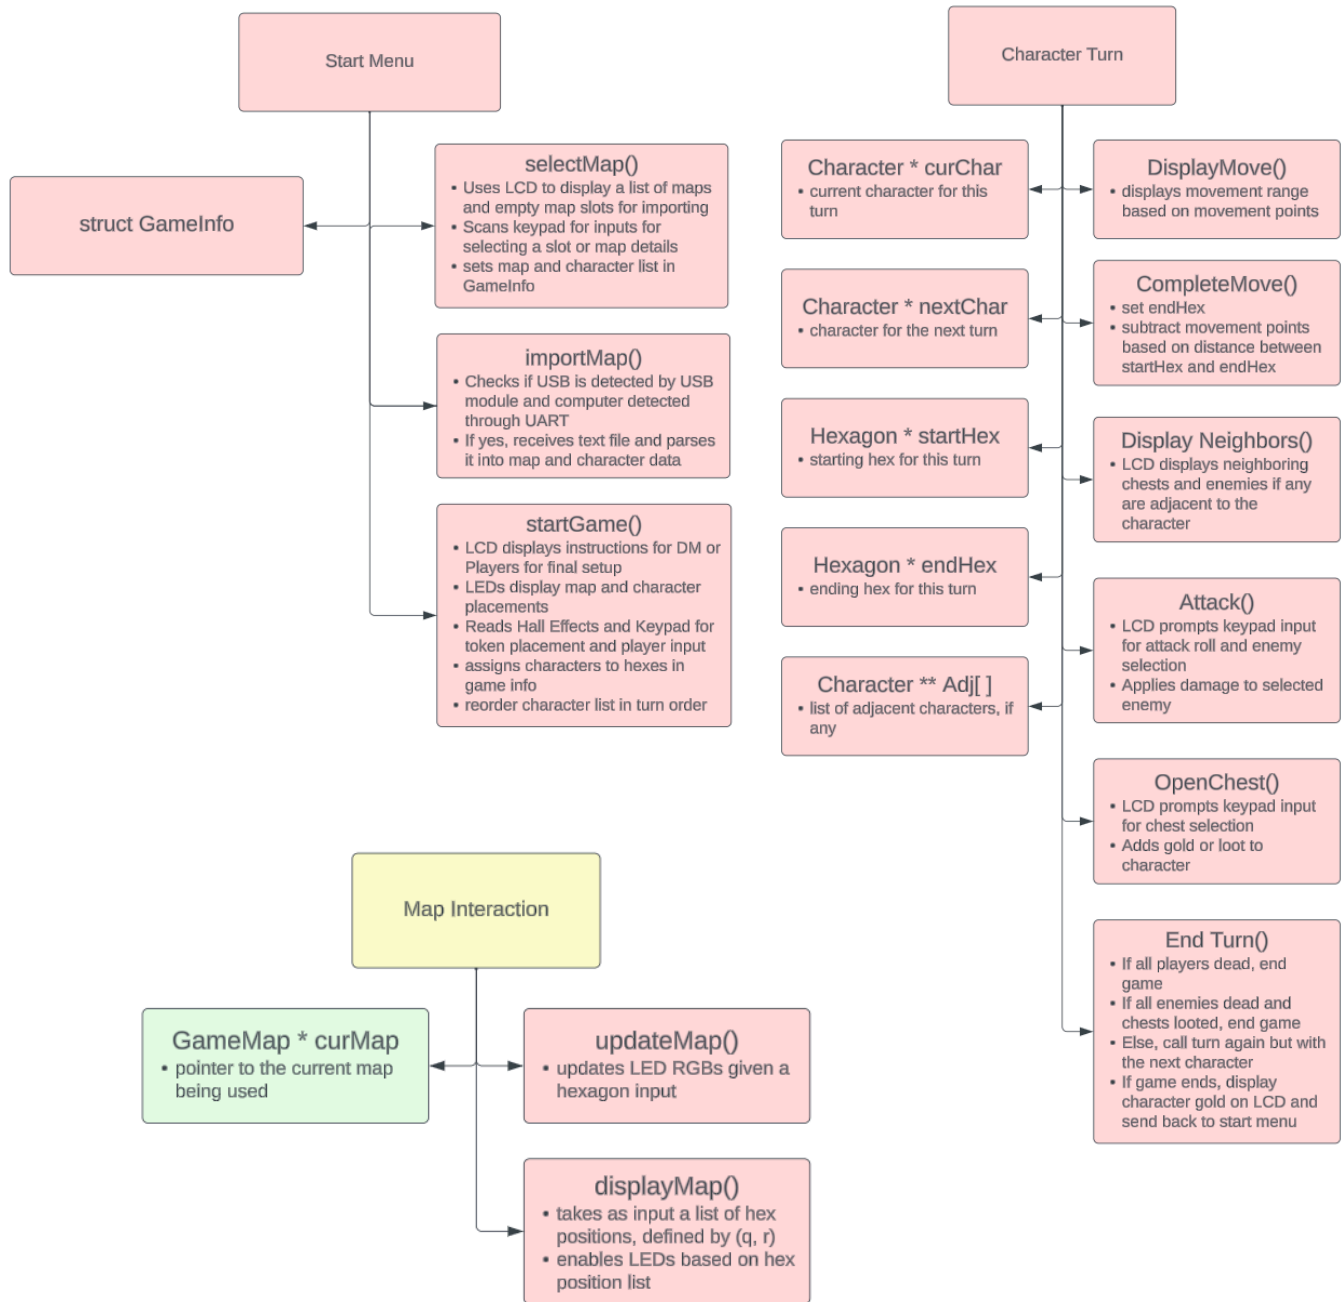 Start Menu
struct GameInfo
selectMap()
• Uses LCD to display a list of maps
and empty map slots for importing
• Scans keypad for inputs for
selecting a slot or map details
• sets map and character list in
GameInfo
importMap()
• Checks if USB is detected by USB
module and computer detected
through UART
• If yes, receives text file and parses
it into map and character data
startGame()
• LCD displays instructions for DM or
Players for final setup
• LEDs display map and character
placements
• Reads Hall Effects and Keypad for
token placement and player input
• assigns characters to hexes in
game info
• reorder character list in turn order
Character Turn
Character * curChar
• current character for this
turn
Character * nextChar
• character for the next turn
Hexagon * startHex
• starting hex for this turn
Hexagon * endHex
• ending hex for this turn
Character ** Adj[ ]
• list of adjacent characters, if
any
DisplayMove()
• displays movement range
based on movement points
CompleteMove()
• set endHex
• subtract movement points
based on distance between
startHex and endHex
Display Neighbors()
• LCD displays neighboring
chests and enemies if any
are adjacent to the
character
Attack()
• LCD prompts keypad input
for attack roll and enemy
selection
• Applies damage to selected
enemy
OpenChest()
• LCD prompts keypad input
for chest selection
• Adds gold or loot to
character
End Turn()
• If all players dead, end
game
• If all enemies dead and
chests looted, end game
• Else, call turn again but with
the next character
• If game ends, display
character gold on LCD and
send back to start menu
Map Interaction
GameMap * curMap
• pointer to the current map
being used
updateMap()
• updates LED RGBs given a
hexagon input
displayMap()
• takes as input a list of hex
positions, defined by (q, r)
• enables LEDs based on hex
position list